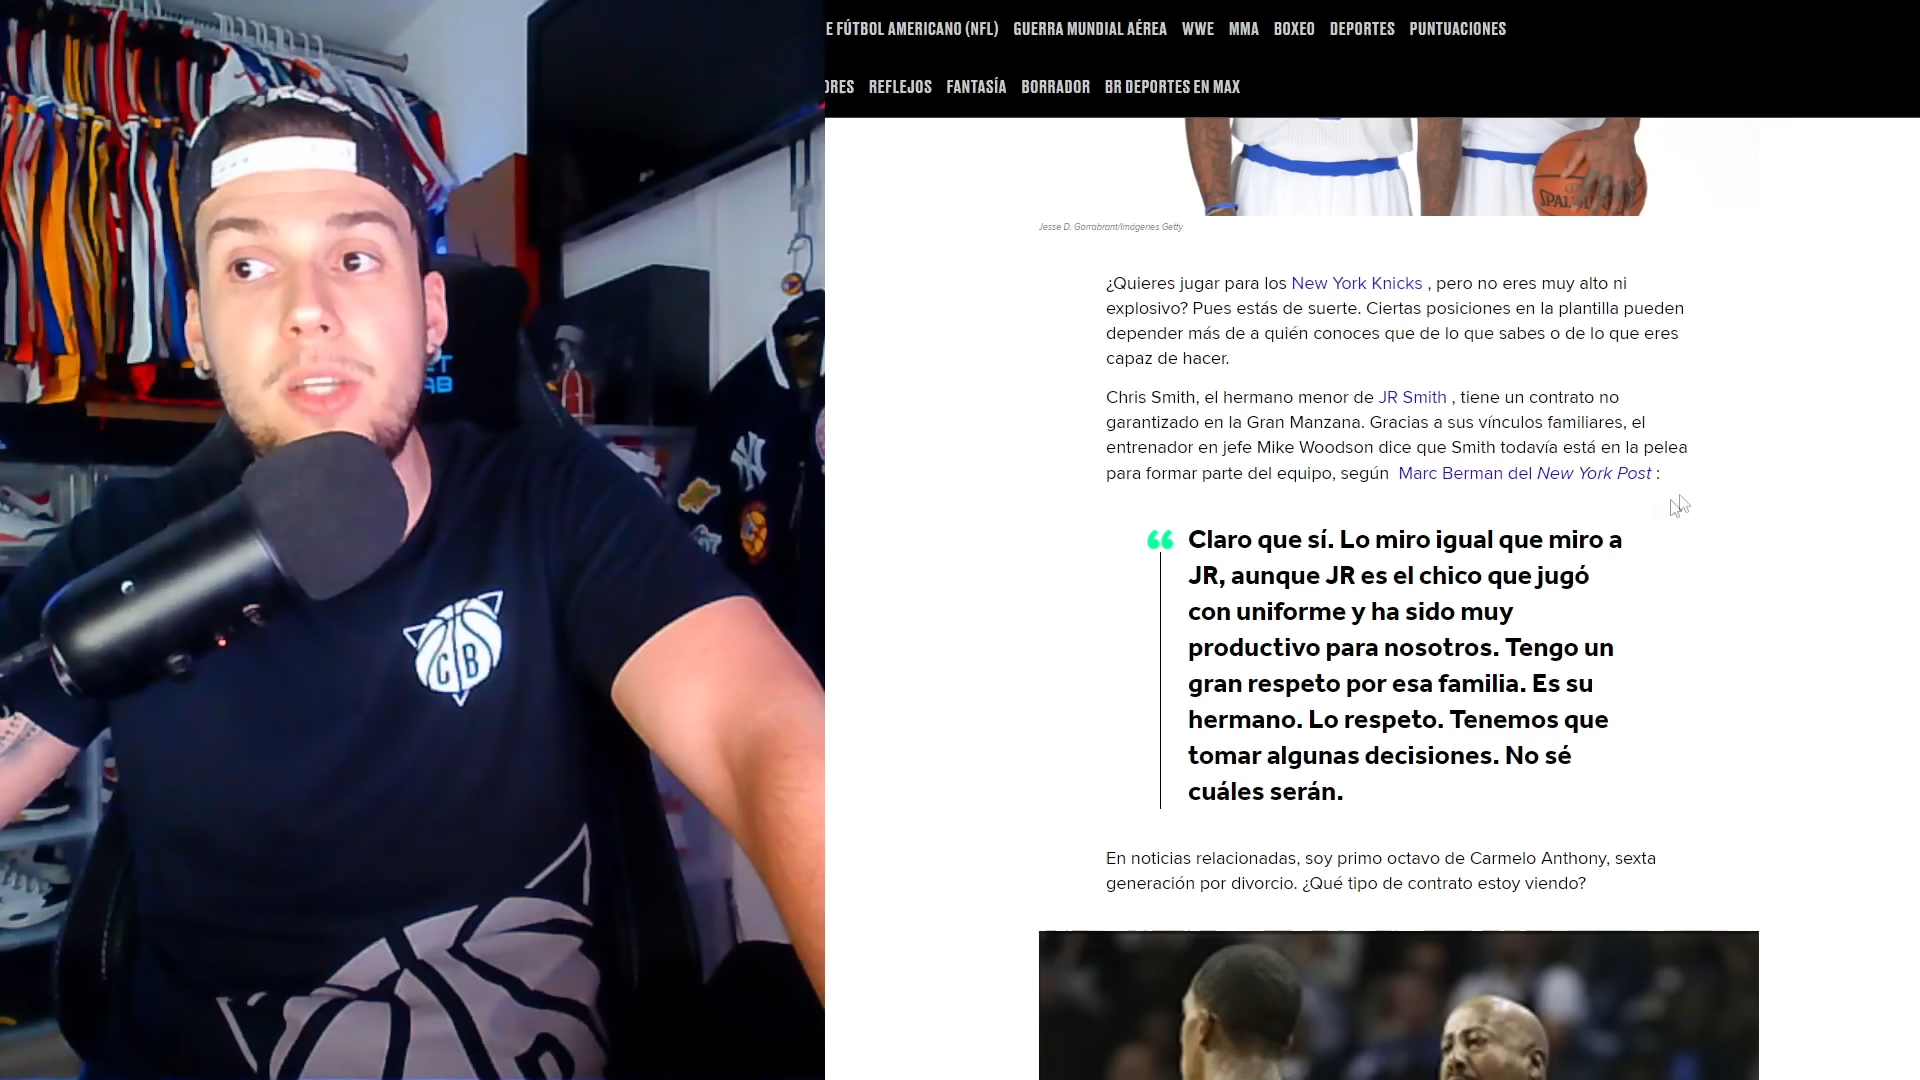 E FÚTBOL AMERICANO (NFL) GUERRA MUNDIAL AÉREA WWE MMA BOXEO DEPORTES PUNTUACIONES
ORES REFLEJOS FANTASÍA BORRADOR BR DEPORTES EN MAX
SPAL
Jesse D. Garrabrant/Imágenes Getty
¿Quieres jugar para los New York Knicks , pero no eres muy alto ni
explosivo? Pues estás de suerte. Ciertas posiciones en la plantilla pueden
depender más de a quién conoces que de lo que sabes o de lo que eres
capaz de hacer.
Chris Smith, el hermano menor de JR Smith , tiene un contrato no
garantizado en la Gran Manzana. Gracias a sus vínculos familiares, el
entrenador en jefe Mike Woodson dice que Smith todavía está en la pelea
para formar parte del equipo, según Marc Berman del New York Post :
“ Claro que sí. Lo miro igual que miro a
JR, aunque JR es el chico que jugó
con uniforme y ha sido muy
productivo para nosotros. Tengo un
gran respeto por esa familia. Es su
hermano. Lo respeto. Tenemos que
tomar algunas decisiones. No sé
cuáles serán.
En noticias relacionadas, soy primo octavo de Carmelo Anthony, sexta
generación por divorcio. ¿Qué tipo de contrato estoy viendo?
ET
AB
NY
CB